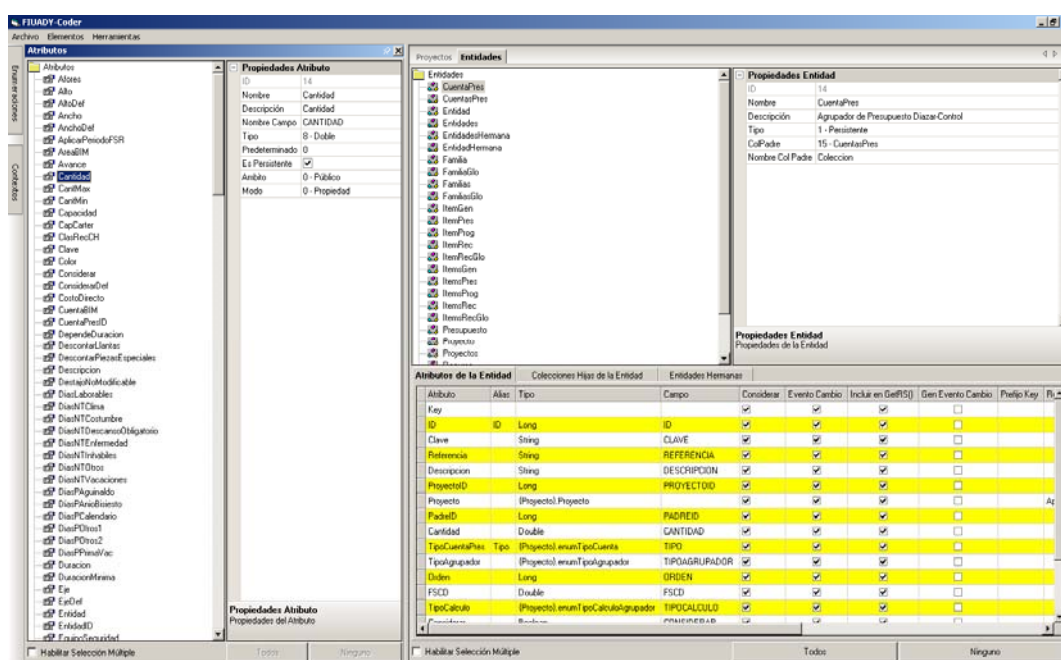 FIUADY-Coder
Archivo Elementos Herramientas
Enumeraciones
Contextos
Atributos
Atributos
Afores
Alto
AltoDef
Ancho
AnchoDef
AplicarPeriodoFSR
AreaBIM
Avance
Cantidad
CantMax
CantMin
Capacidad
CapCarter
ClasRecCH
Clave
Color
Considerar
ConsiderarDef
CostoDirecto
CuentaBIM
CuentaPresID
DependeDuracion
DescontarLlantas
DescontarPiezasEspeciales
Descripcion
DestajoNoModificable
DiasLaborables
DiasNTClima
DiasNTCostumbre
DiasNTDescansoObligatorio
DiasNTEnfermedad
DiasNTInhabiles
DiasNTOtros
DiasNTVacaciones
DiasPAguinaldo
DiasPAnioBisiesto
DiasPCalendario
DiasPOtros1
DiasPOtros2
DiasPPrimaVac
Duracion
DuracionMinima
Eje
EjeDef
Entidad
EntidadID
EquipoSeguridad
Habilitar Selección Múltiple
Propiedades Atributo
ID 14
Nombre Cantidad
Descripción Cantidad
Nombre Campo CANTIDAD
Tipo 8 - Doble
Predeterminado 0
Es Persistente
Ambito 0 - Público
Modo 0 - Propiedad
Propiedades Atributo
Propiedades del Atributo
Todos Ninguno
Proyectos Entidades
Entidades
CuentaPres
CuentasPres
Entidad
Entidades
EntidadesHermana
EntidadHermana
Familia
FamiliaGlo
Familias
FamiliasGlo
ItemGen
ItemPres
ItemProg
ItemRec
ItemRecGlo
ItemsGen
ItemsPres
ItemsProg
ItemsRec
ItemsRecGlo
Presupuesto
Proyecto
Proyectos
Propiedades Entidad
ID 14
Nombre CuentaPres
Descripción Agrupador de Presupuesto Diazar-Control
Tipo 1 - Persistente
ColPadre 15 - CuentasPres
Nombre Col Padre Coleccion
Propiedades Entidad
Propiedades de la Entidad
Atributos de la Entidad Colecciones Hijas de la Entidad Entidades Hermanas
Atributo Alias Tipo Campo Considerar Evento Cambio Incluir en GetRS() Gen Evento Cambio Prefijo Key
Key
ID ID Long ID
Clave String CLAVE
Referencia String REFERENCIA
Descripcion String DESCRIPCION
ProyectoID Long PROYECTOID
Proyecto (Proyecto).Proyecto
PadreID Long PADREID
Cantidad Double CANTIDAD
TipoCuentaPres Tipo (Proyecto).enumTipoCuenta TIPO
TipoAgrupador (Proyecto).enumTipoAgrupador TIPOAGRUPADOR
Orden Long ORDEN
FSCD Double FSCD
TipoCalculo (Proyecto).enumTipoCalculoAgrupador TIPOCALCULO
Considerar Boolean CONSIDERAR
Habilitar Selección Múltiple Todos Ninguno